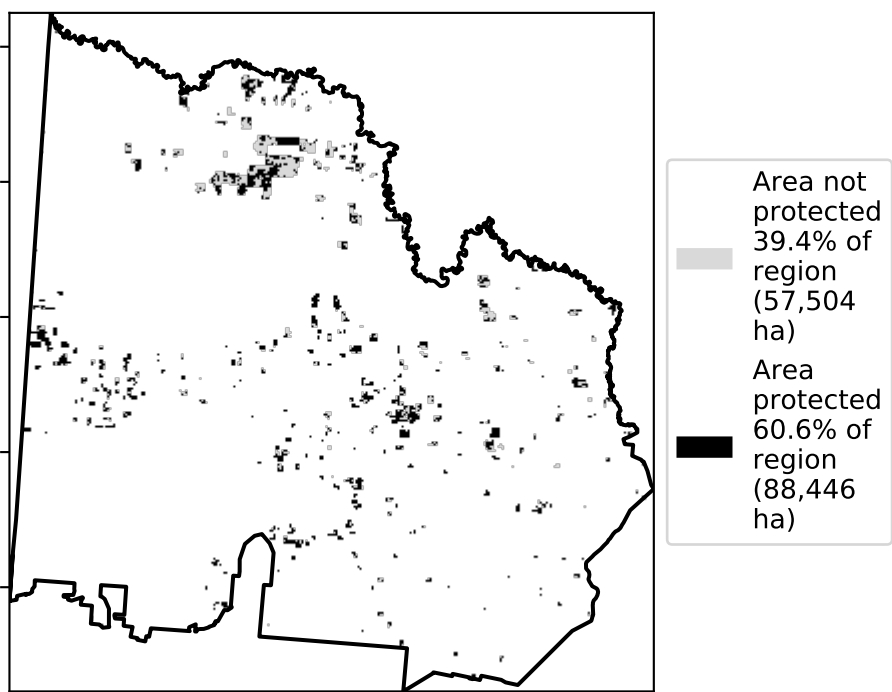 Area not
protected
39.4% of
region
(57,504
ha)
Area
protected
60.6% of
region
(88,446
ha)